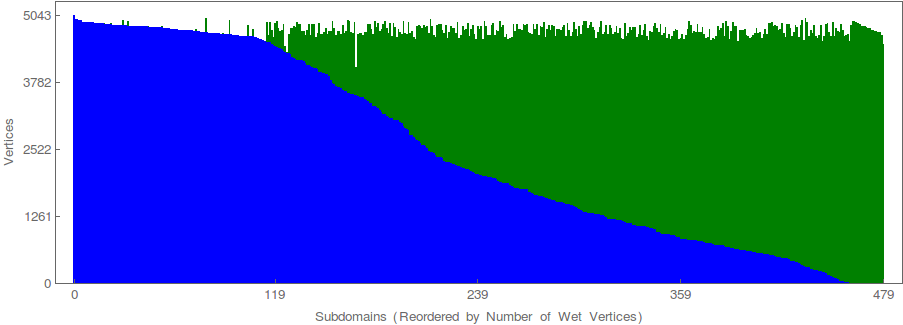 5043
3782
2522
1261
0
Vertices
0 119 239 359 479
Subdomains (Reordered by Number of Wet Vertices)